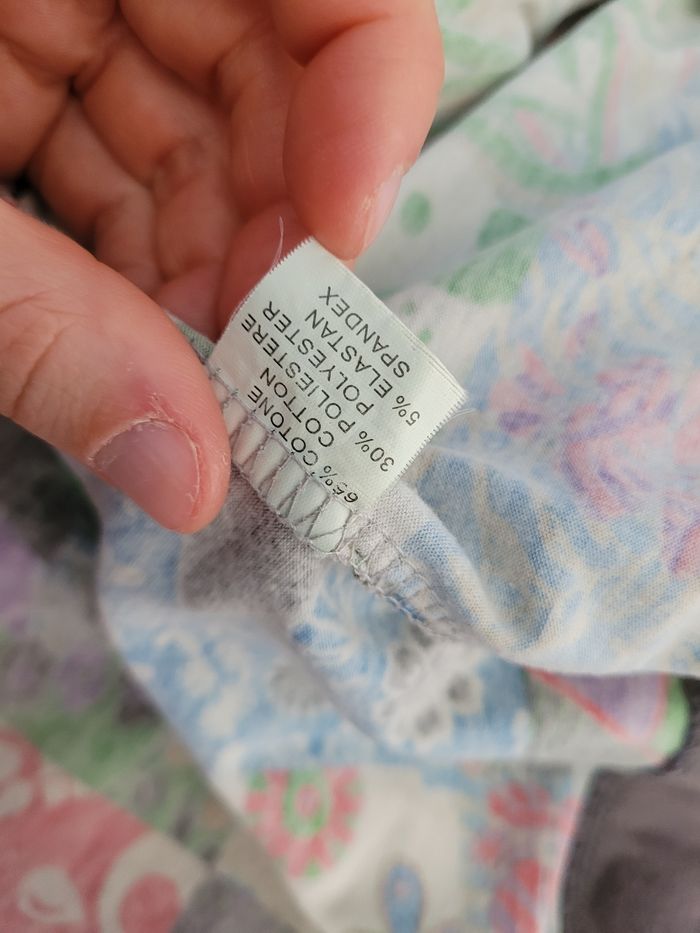 65% COTONE
COTTON
30% POLIESTERE
POLYESTER
5% ELASTAN
SPANDEX